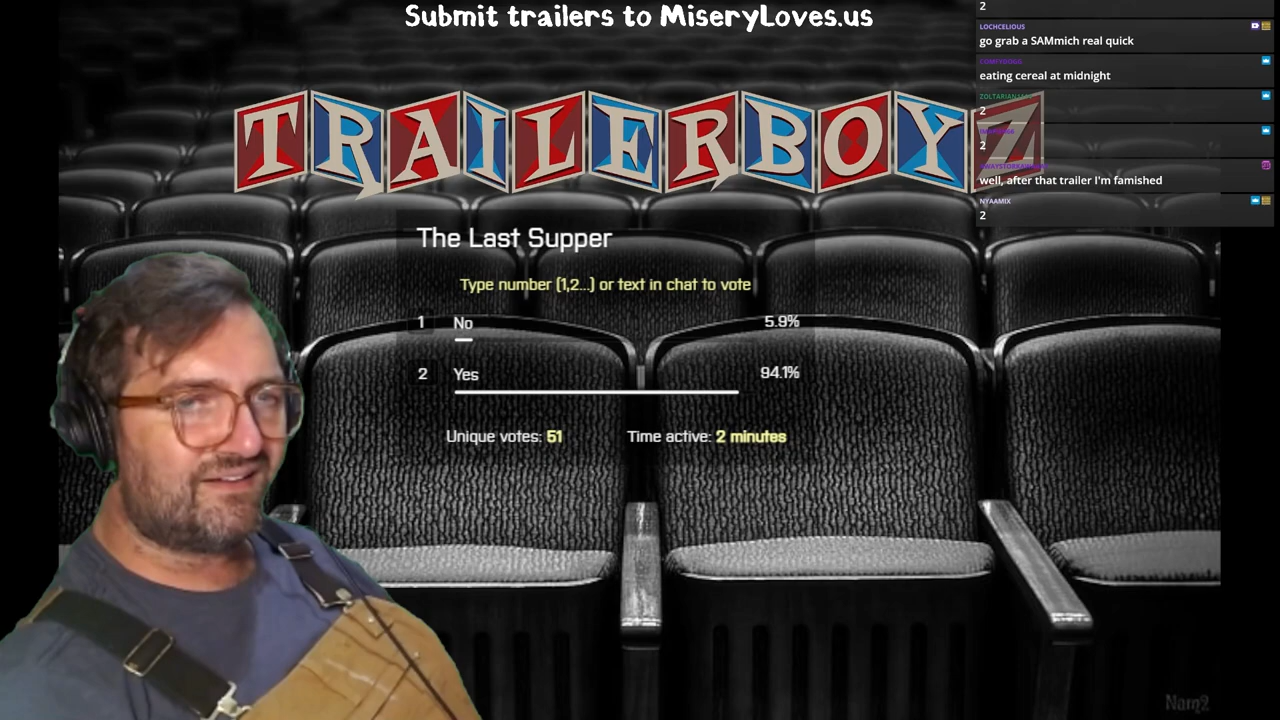 Submit trailers to MiseryLoves.us
TRAILERBOYZ
The Last Supper
Type number (1,2...) or text in chat to vote
1 No 5.9%
2 Yes 94.1%
Unique votes: 51 Time active: 2 minutes
2
LOCHCELIOUS
go grab a SAMmich real quick
eating cereal at midnight
2
2
well, after that trailer I'm famished
NYAAMIX
2
Nam2